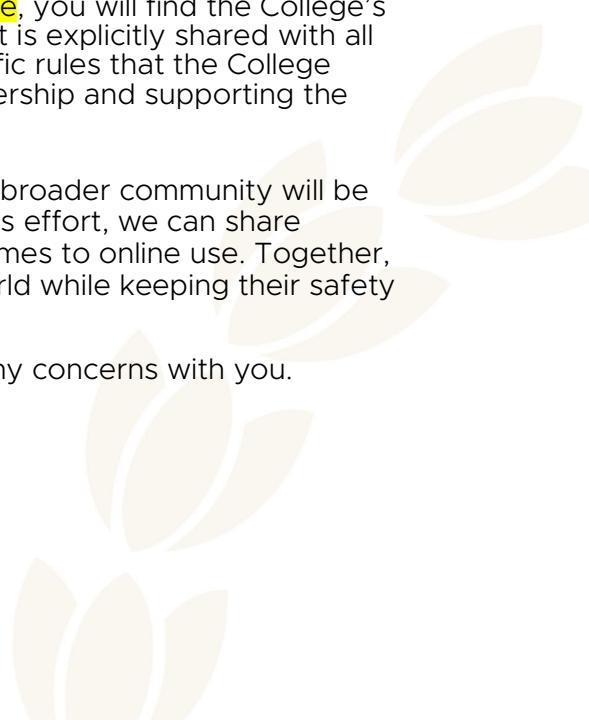 e, you will find the College's
t is explicitly shared with all
fic rules that the College
ership and supporting the
broader community will be
s effort, we can share
mes to online use. Together,
rld while keeping their safety
ny concerns with you.